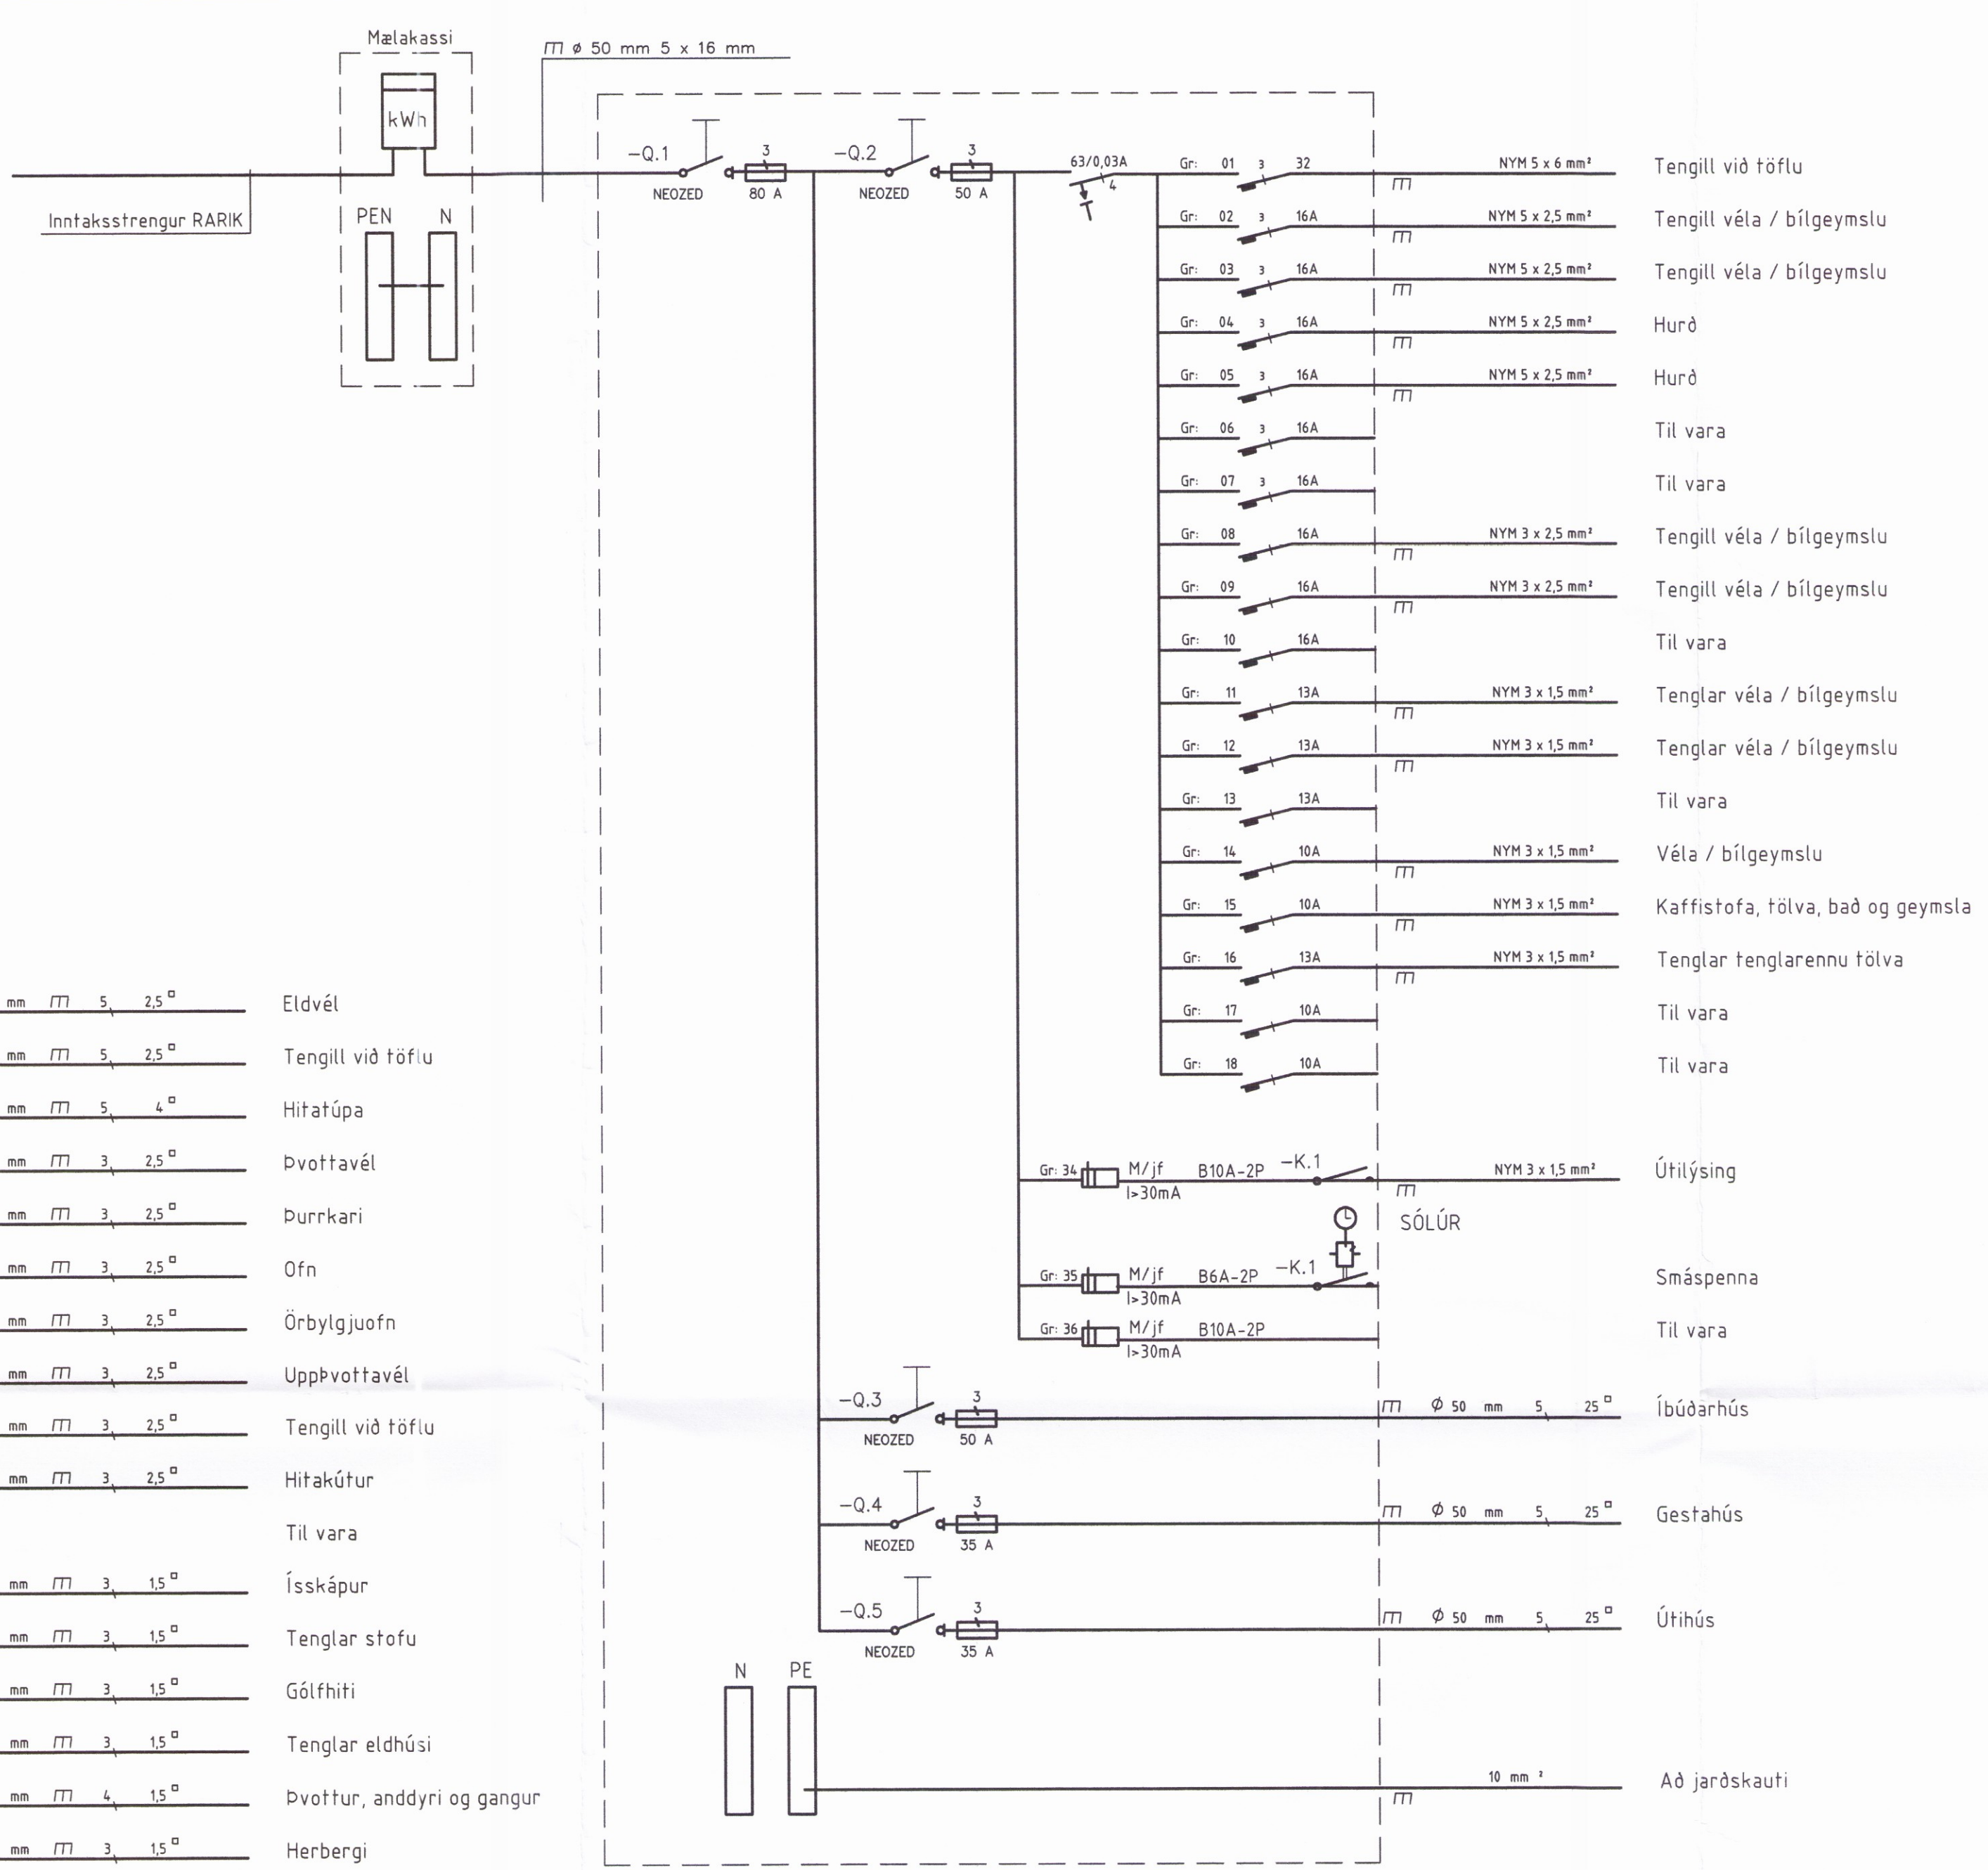 Mælakassi
kWh
PEN N
Inntaksstrengur RARIK
ø 50 mm 5 x 16 mm
-Q.1 3
NEOZED 80 A
-Q.2 3
NEOZED 50 A
63/0,03A
4
Gr: 01 3 32 NYM 5 x 6 mm² Tengill við töflu
Gr: 02 3 16A NYM 5 x 2,5 mm² Tengill véla / bílgeymslu
Gr: 03 3 16A NYM 5 x 2,5 mm² Tengill véla / bílgeymslu
Gr: 04 3 16A NYM 5 x 2,5 mm² Hurð
Gr: 05 3 16A NYM 5 x 2,5 mm² Hurð
Gr: 06 3 16A Til vara
Gr: 07 3 16A Til vara
Gr: 08 16A NYM 3 x 2,5 mm² Tengill véla / bílgeymslu
Gr: 09 16A NYM 3 x 2,5 mm² Tengill véla / bílgeymslu
Gr: 10 16A Til vara
Gr: 11 13A NYM 3 x 1,5 mm² Tenglar véla / bílgeymslu
Gr: 12 13A NYM 3 x 1,5 mm² Tenglar véla / bílgeymslu
Gr: 13 13A Til vara
Gr: 14 10A NYM 3 x 1,5 mm² Véla / bílgeymslu
Gr: 15 10A NYM 3 x 1,5 mm² Kaffistofa, tölva, bað og geymsla
Gr: 16 13A NYM 3 x 1,5 mm² Tenglar tenglarennu tölva
Gr: 17 10A Til vara
Gr: 18 10A Til vara
Gr: 34 M/jf B10A-2P -K.1 NYM 3 x 1,5 mm² Útilýsing
I>30mA
SÓLÚR
Gr: 35 M/jf B6A-2P -K.1 Smáspenna
I>30mA
Gr: 36 M/jf B10A-2P Til vara
I>30mA
-Q.3 3 Ø 50 mm 5 25□ Íbúðarhús
NEOZED 50 A
-Q.4 3 Ø 50 mm 5 25□ Gestahús
NEOZED 35 A
-Q.5 3 Ø 50 mm 5 25□ Útihús
NEOZED 35 A
N PE
10 mm² Að jarðskauti
mm 5 2,5□ Eldvél
mm 5 2,5□ Tengill við töflu
mm 5 4□ Hitatúpa
mm 3 2,5□ Þvottavél
mm 3 2,5□ Þurrkari
mm 3 2,5□ Ofn
mm 3 2,5□ Örbylgjuofn
mm 3 2,5□ Uppþvottavél
mm 3 2,5□ Tengill við töflu
mm 3 2,5□ Hitakútur
Til vara
mm 3 1,5□ Ísskápur
mm 3 1,5□ Tenglar stofu
mm 3 1,5□ Gólfhiti
mm 3 1,5□ Tenglar eldhúsi
mm 4 1,5□ Þvottur, anddyri og gangur
mm 3 1,5□ Herbergi